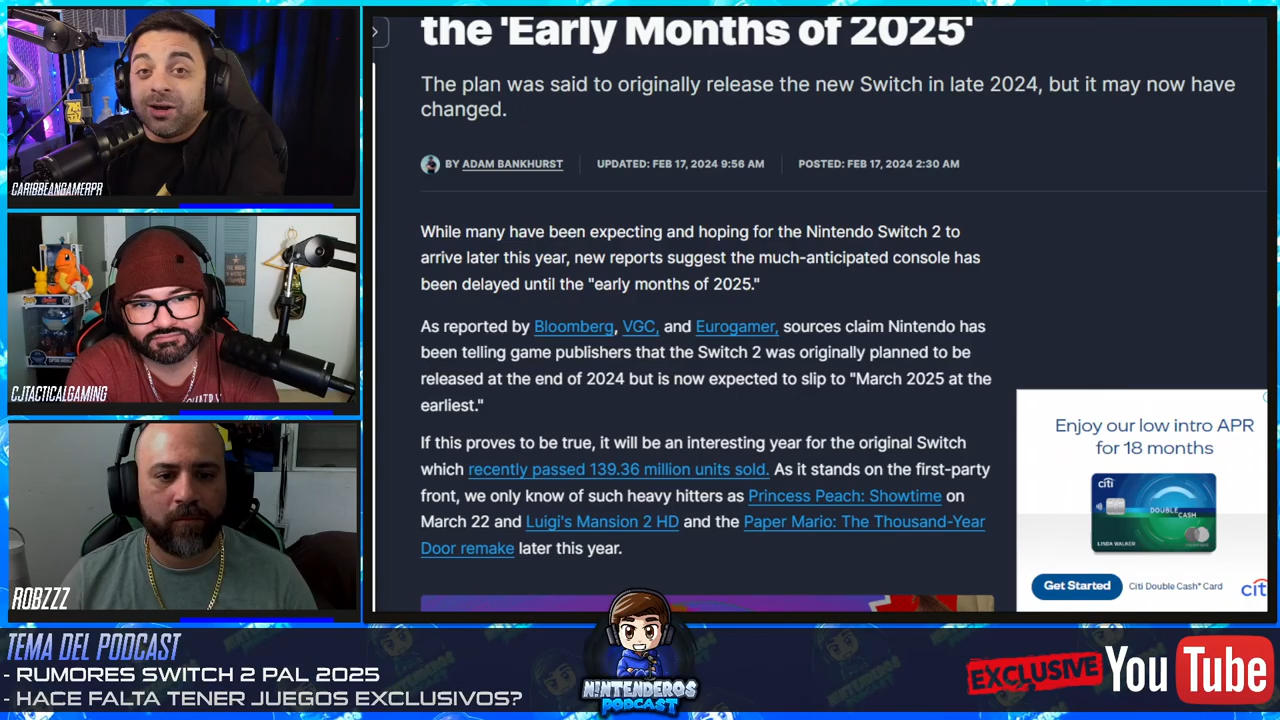 the 'Early Months of 2025'
The plan was said to originally release the new Switch in late 2024, but it may now have
changed.
BY ADAM BANKHURST
UPDATED: FEB 17, 2024 9:56 AM
POSTED: FEB 17, 2024 2:30 AM
While many have been expecting and hoping for the Nintendo Switch 2 to
arrive later this year, new reports suggest the much-anticipated console has
been delayed until the "early months of 2025."
As reported by Bloomberg, VGC, and Eurogamer, sources claim Nintendo has
been telling game publishers that the Switch 2 was originally planned to be
released at the end of 2024 but is now expected to slip to "March 2025 at the
earliest."
If this proves to be true, it will be an interesting year for the original Switch
which recently passed 139.36 million units sold. As it stands on the first-party
front, we only know of such heavy hitters as Princess Peach: Showtime on
March 22 and Luigi's Mansion 2 HD and the Paper Mario: The Thousand-Year
Door remake later this year.
Enjoy our low intro APR
for 18 months
citi
DOUBLE
CASH
LINDA WALKER
Get Started
Citi Double Cash® Card
citi
CARIBBEANGAMERPR
CJTACTICALGAMING
ROBZZZ
TEMA DEL PODCAST
- RUMORES SWITCH 2 PAL 2025
- HACE FALTA TENER JUEGOS EXCLUSIVOS?
NINTENDEROS
PODCAST
EXCLUSIVE
YouTube